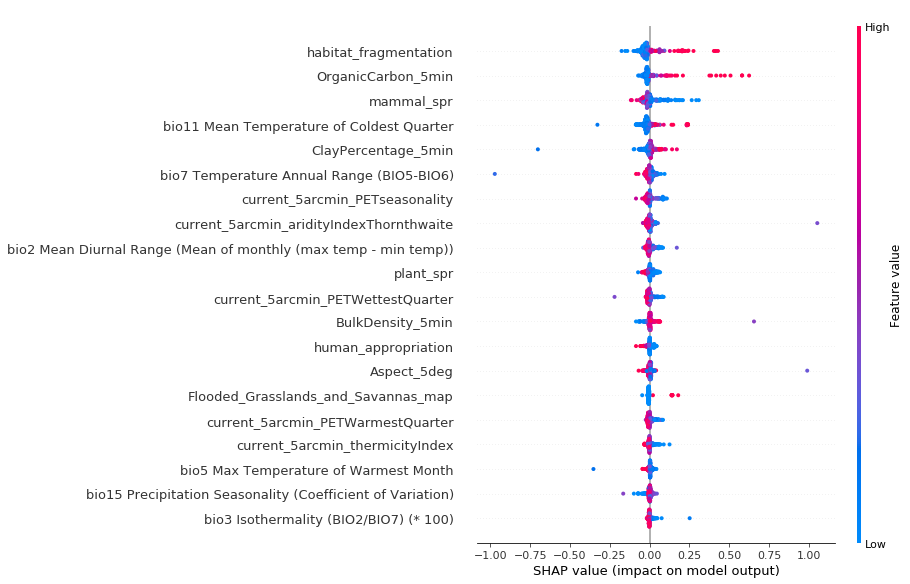 High
habitat_fragmentation
OrganicCarbon_5min
mammal_spr
bio11 Mean Temperature of Coldest Quarter
ClayPercentage_5min
bio7 Temperature Annual Range (BIO5-BIO6)
current_5arcmin_PETseasonality
current_5arcmin_aridityIndexThornthwaite
bio2 Mean Diurnal Range (Mean of monthly (max temp - min temp))
plant_spr
current_5arcmin_PETWettestQuarter
BulkDensity_5min
human_appropriation
Aspect_5deg
Flooded_Grasslands_and_Savannas_map
current_5arcmin_PETWarmestQuarter
current_5arcmin_thermicityIndex
bio5 Max Temperature of Warmest Month
bio15 Precipitation Seasonality (Coefficient of Variation)
bio3 Isothermality (BIO2/BIO7) (* 100)
Feature value
Low
−1.00 −0.75 −0.50 −0.25 0.00 0.25 0.50 0.75 1.00
SHAP value (impact on model output)